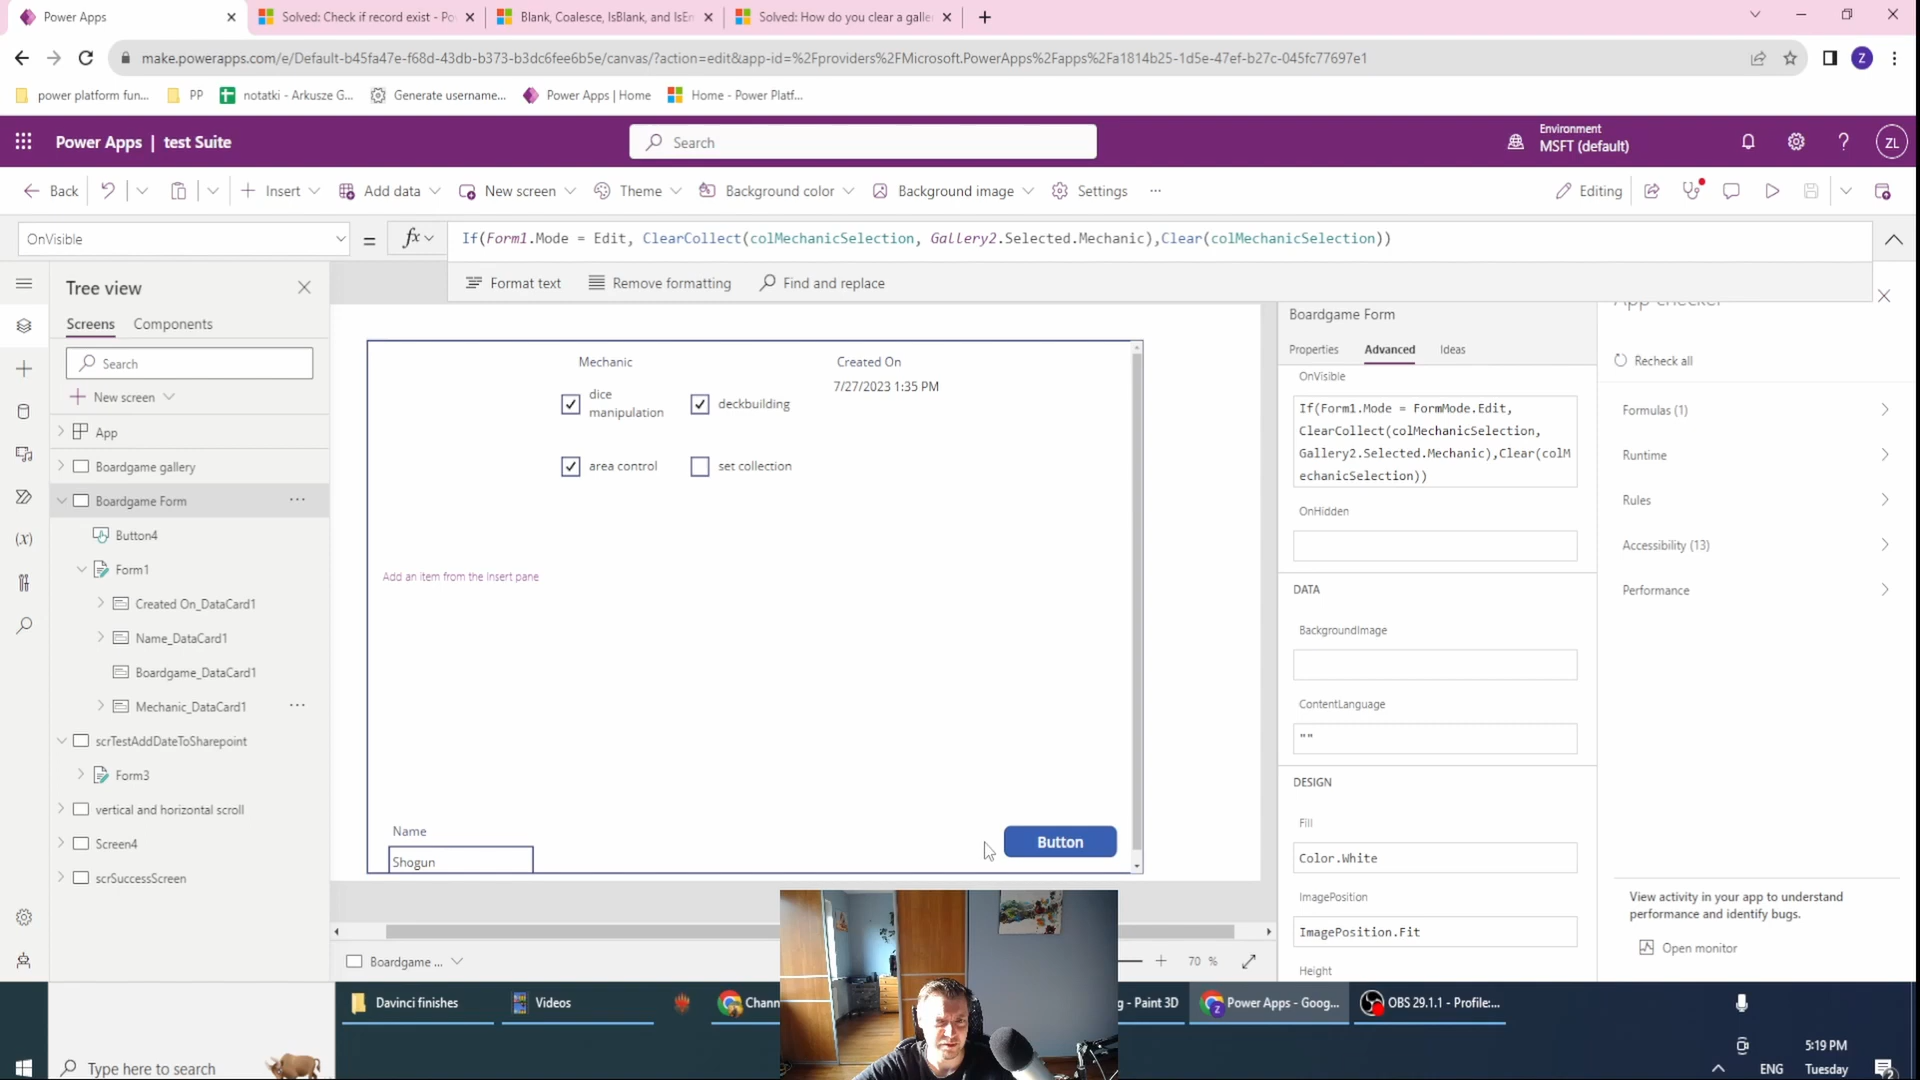 Power Apps
Solved: Check if record exist - Po
Blank, Coalesce, IsBlank, and IsEn
Solved: How do you clear a galle
make.powerapps.com/e/Default-b45fa47e-f68d-43db-b373-b3dc6fee6b5e/canvas/?action=edit&app-id=%2Fproviders%2FMicrosoft.PowerApps%2Fapps%2Fa1814b25-1d5e-47ef-b27c-045fc77697e1
Z
power platform fun...
PP
notatki - Arkusze G...
Generate username...
Power Apps | Home
Home - Power Platf...
Power Apps | test Suite
Search
Environment
MSFT (default)
ZL
Back
Insert
Add data
New screen
Theme
Background color
Background image
Settings
Editing
OnVisible
=
fx
If(Form1.Mode = Edit, ClearCollect(colMechanicSelection, Gallery2.Selected.Mechanic),Clear(colMechanicSelection))
Format text
Remove formatting
Find and replace
Tree view
Screens
Components
Search
New screen
App
Boardgame gallery
Boardgame Form
Button4
Form1
Created On_DataCard1
Name_DataCard1
Boardgame_DataCard1
Mechanic_DataCard1
scrTestAddDateToSharepoint
Form3
vertical and horizontal scroll
Screen4
scrSuccessScreen
Mechanic
Created On
7/27/2023 1:35 PM
dice
manipulation
deckbuilding
area control
set collection
Add an item from the Insert pane
Name
Shogun
Button
Boardgame ...
70 %
Boardgame Form
Properties
Advanced
Ideas
OnVisible
If(Form1.Mode = FormMode.Edit,
ClearCollect(colMechanicSelection,
Gallery2.Selected.Mechanic),Clear(colM
echanicSelection))
OnHidden
DATA
BackgroundImage
ContentLanguage
""
DESIGN
Fill
Color.White
ImagePosition
ImagePosition.Fit
Height
App checker
Recheck all
Formulas (1)
Runtime
Rules
Accessibility (13)
Performance
View activity in your app to understand
performance and identify bugs.
Open monitor
Davinci finishes
Videos
Chann
g - Paint 3D
Power Apps - Goog...
OBS 29.1.1 - Profile:...
Type here to search
5:19 PM
ENG
Tuesday
2